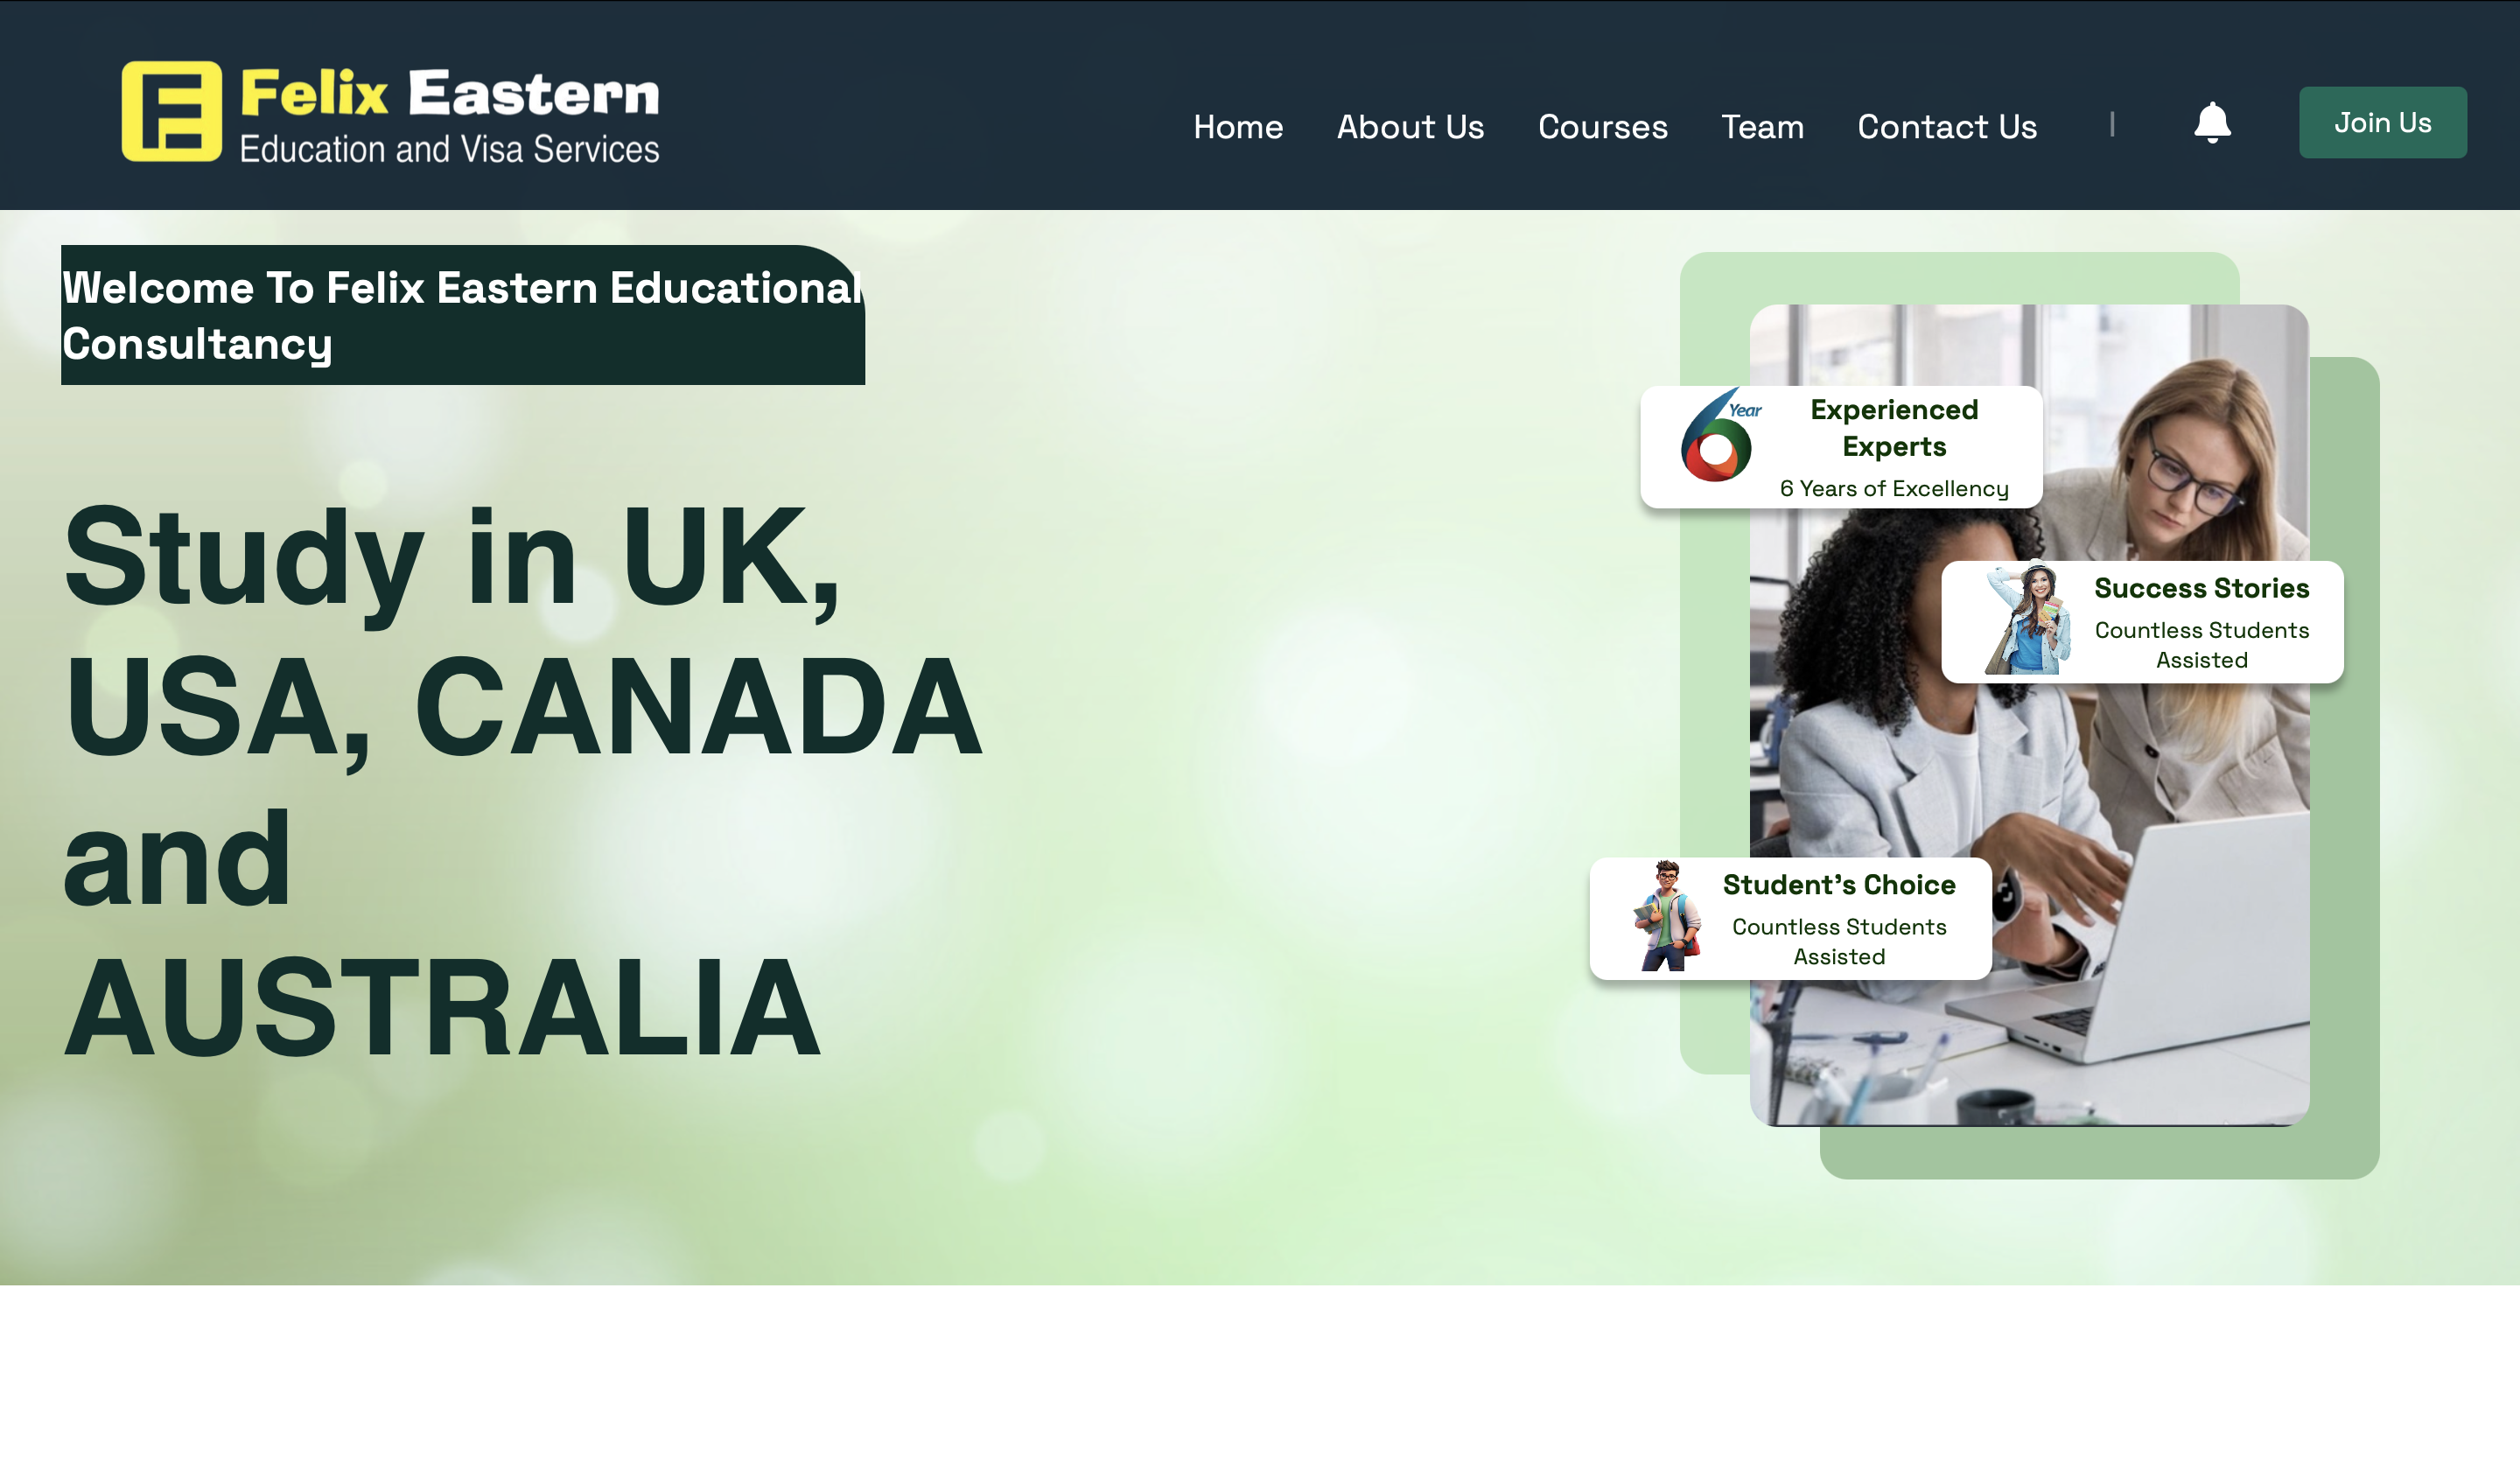 Felix Eastern
Education and Visa Services
Home About Us Courses Team Contact Us | Join Us
Welcome To Felix Eastern Educational
Consultancy
Study in UK,
USA, CANADA
and
AUSTRALIA
6 Year
Experienced
Experts
6 Years of Excellency
Success Stories
Countless Students
Assisted
Student's Choice
Countless Students
Assisted